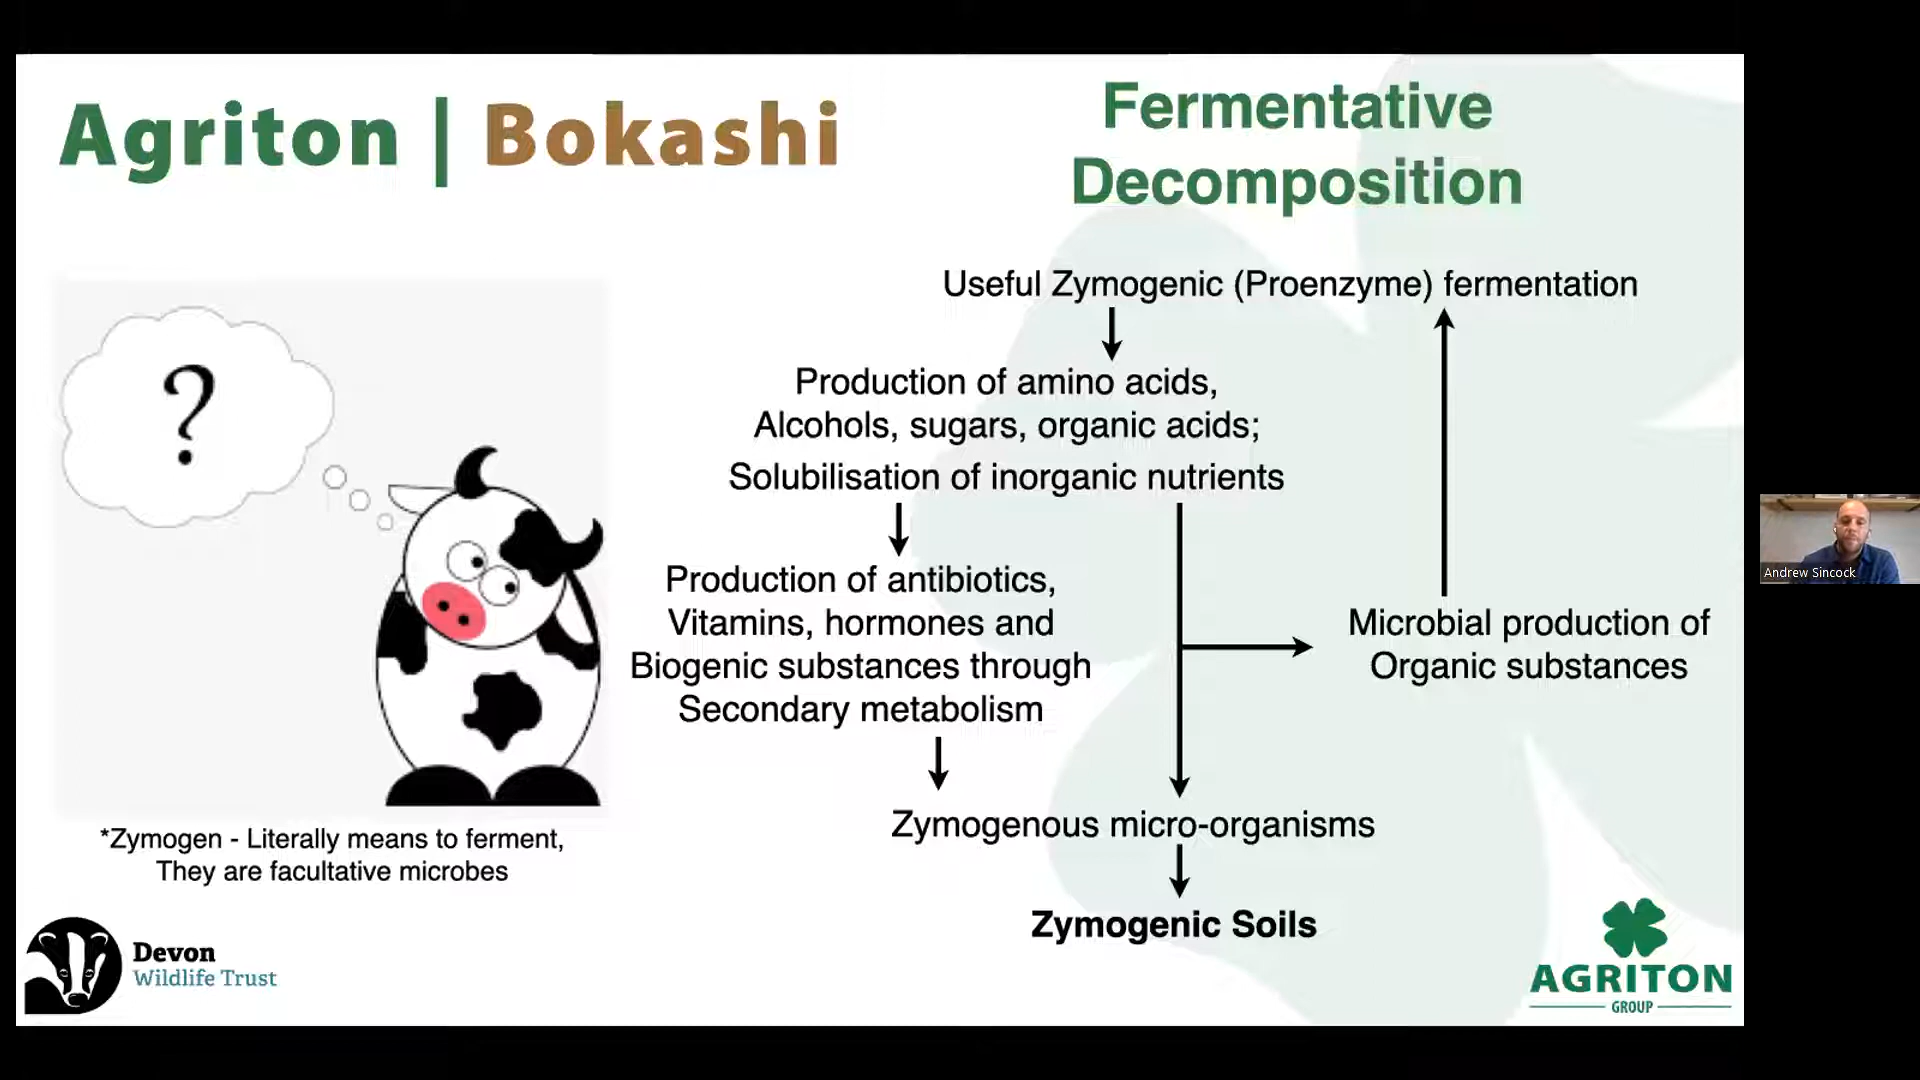 Agriton | Bokashi
Fermentative
Decomposition
Useful Zymogenic (Proenzyme) fermentation
Production of amino acids,
Alcohols, sugars, organic acids;
Solubilisation of inorganic nutrients
?
Production of antibiotics,
Vitamins, hormones and
Biogenic substances through
Secondary metabolism
Microbial production of
Organic substances
Zymogenous micro-organisms
Zymogenic Soils
*Zymogen - Literally means to ferment,
They are facultative microbes
Devon
Wildlife Trust
AGRITON
GROUP
Andrew Sincock